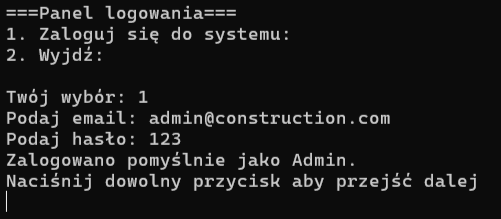 ===Panel logowania===
1. Zaloguj się do systemu:
2. Wyjdź:

Twój wybór: 1
Podaj email: admin@construction.com
Podaj hasło: 123
Zalogowano pomyślnie jako Admin.
Naciśnij dowolny przycisk aby przejść dalej